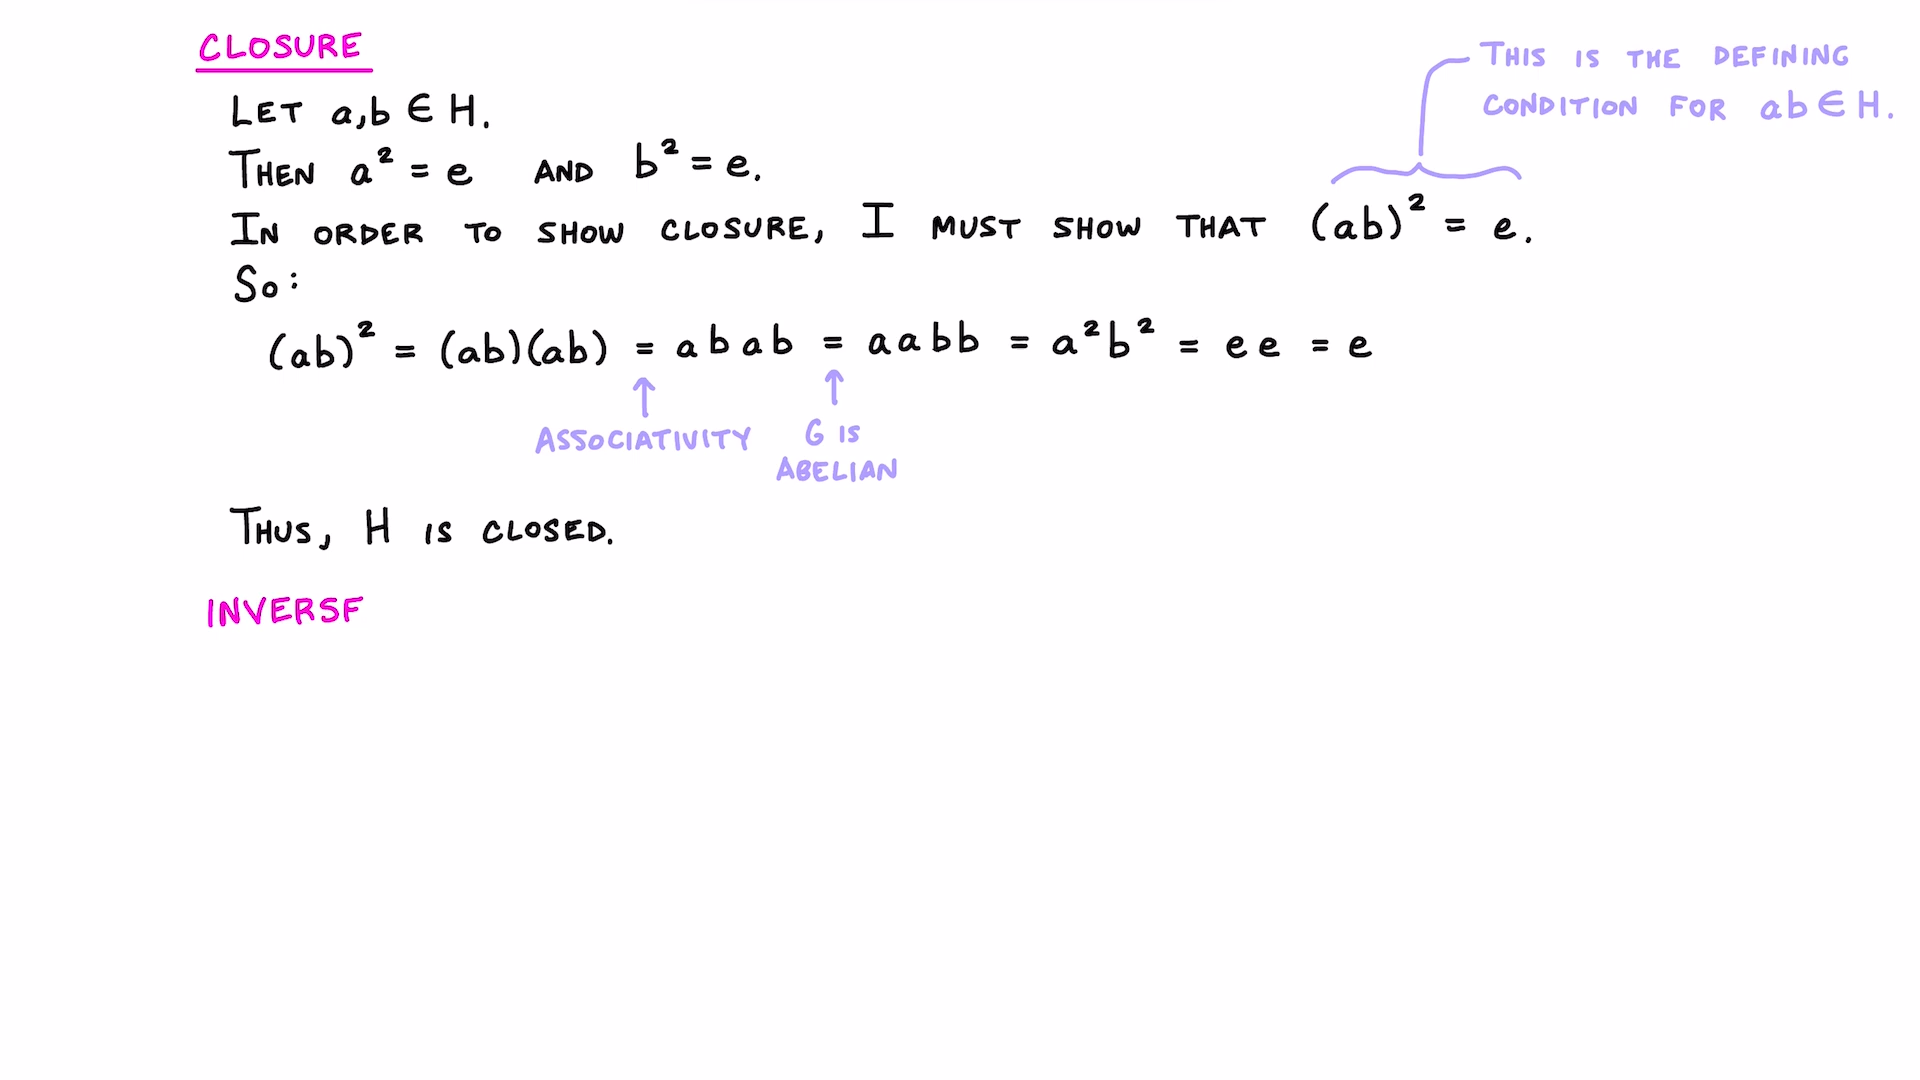 CLOSURE
THIS IS THE DEFINING
CONDITION FOR ab ∈ H.
LET a,b ∈ H.
THEN a² = e AND b² = e.
IN ORDER TO SHOW CLOSURE, I MUST SHOW THAT (ab)² = e.
SO:
(ab)² = (ab)(ab) = abab = aabb = a²b² = ee = e
ASSOCIATIVITY
G IS
ABELIAN
THUS, H IS CLOSED.
INVERSF